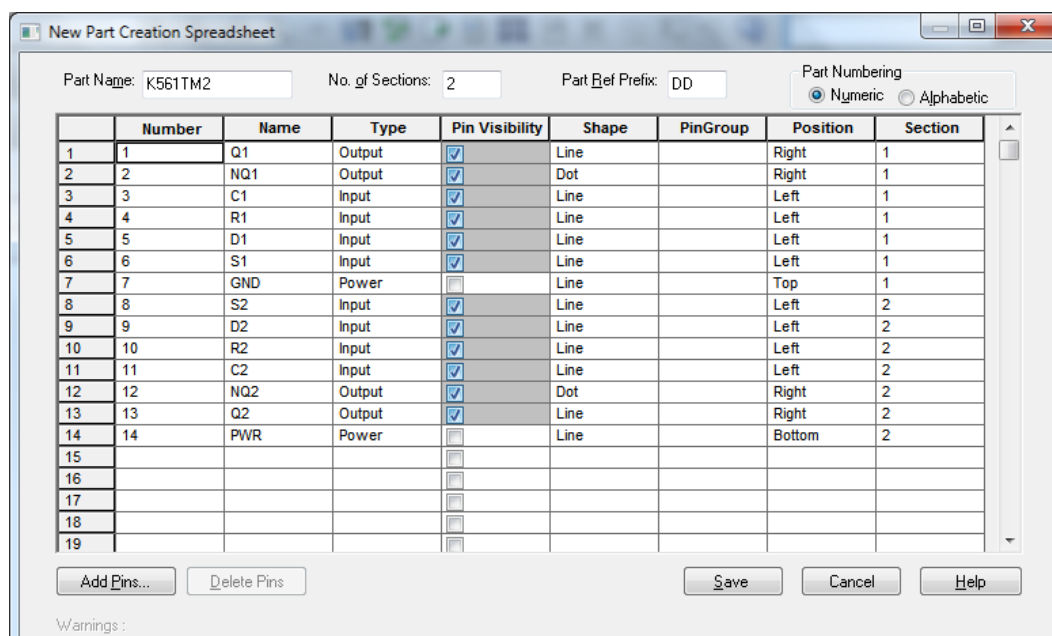 New Part Creation Spreadsheet
Part Name: K561TM2 No. of Sections: 2 Part Ref Prefix: DD Part Numbering
Numeric Alphabetic
Number Name Type Pin Visibility Shape PinGroup Position Section
1 1 Q1 Output Line Right 1
2 2 NQ1 Output Dot Right 1
3 3 C1 Input Line Left 1
4 4 R1 Input Line Left 1
5 5 D1 Input Line Left 1
6 6 S1 Input Line Left 1
7 7 GND Power Line Top 1
8 8 S2 Input Line Left 2
9 9 D2 Input Line Left 2
10 10 R2 Input Line Left 2
11 11 C2 Input Line Left 2
12 12 NQ2 Output Dot Right 2
13 13 Q2 Output Line Right 2
14 14 PWR Power Line Bottom 2
15
16
17
18
19
Add Pins... Delete Pins Save Cancel Help
Warnings :